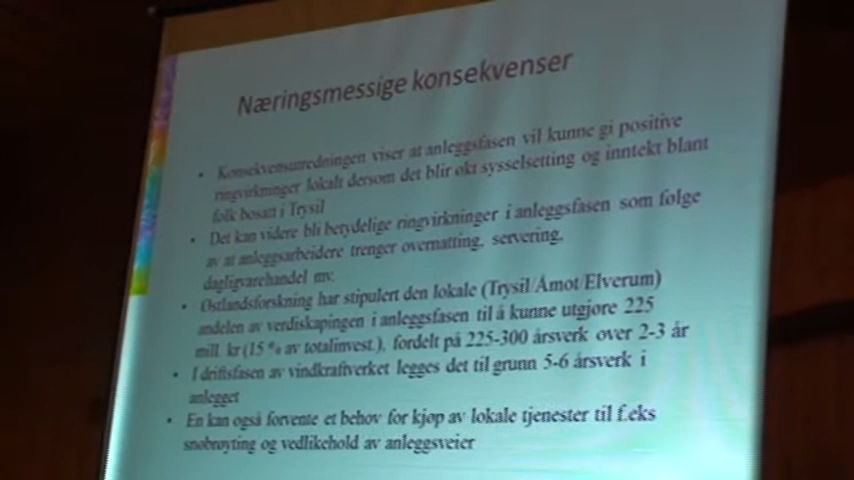 Næringsmessige konsekvenser
• Konsekvensutredningen viser at anleggsfasen vil kunne gi positive
ringvirkninger lokalt dersom det blir økt sysselsetting og inntekt blant
folk bosatt i Trysil
• Det kan videre bli betydelige ringvirkninger i anleggsfasen som følge
av at anleggsarbeidere trenger overnatting, servering,
dagligvarehandel mv.
• Østlandsforskning har stipulert den lokale (Trysil/Åmot/Elverum)
andelen av verdiskapingen i anleggsfasen til å kunne utgjøre 225
mill. kr (15 % av totalinvest.), fordelt på 225-300 årsverk over 2-3 år
• I driftsfasen av vindkraftverket legges det til grunn 5-6 årsverk i
anlegget
• En kan også forvente et behov for kjøp av lokale tjenester til f.eks
snøbrøyting og vedlikehold av anleggsveier